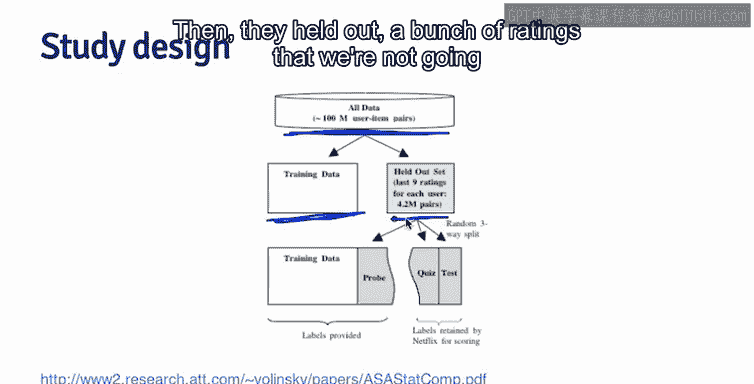 Then, they held out, a bunch of ratings
that we're not going
Study design
All Data
(~ 100 M user-item pairs)
Training Data
Held Out Set
(last 9 ratings
for each user:
4.2M pairs)
Random 3-
way split
Training Data
Probe
Quiz
Test
Labels provided
Labels retained by
Netflix for scoring
http://www2.research.att.com/~volinsky/papers/ASAStatComp.pdf